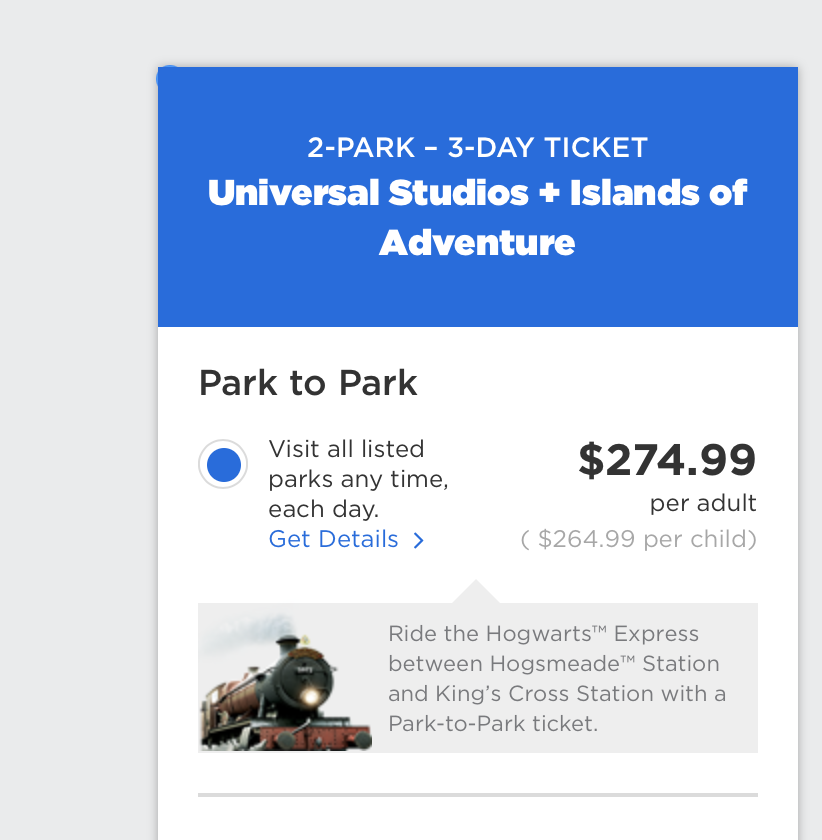 2-PARK – 3-DAY TICKET
Universal Studios + Islands of
Adventure
Park to Park
Visit all listed
parks any time,
each day.
Get Details >
$274.99
per adult
( $264.99 per child)
Ride the Hogwarts™ Express
between Hogsmeade™ Station
and King’s Cross Station with a
Park-to-Park ticket.